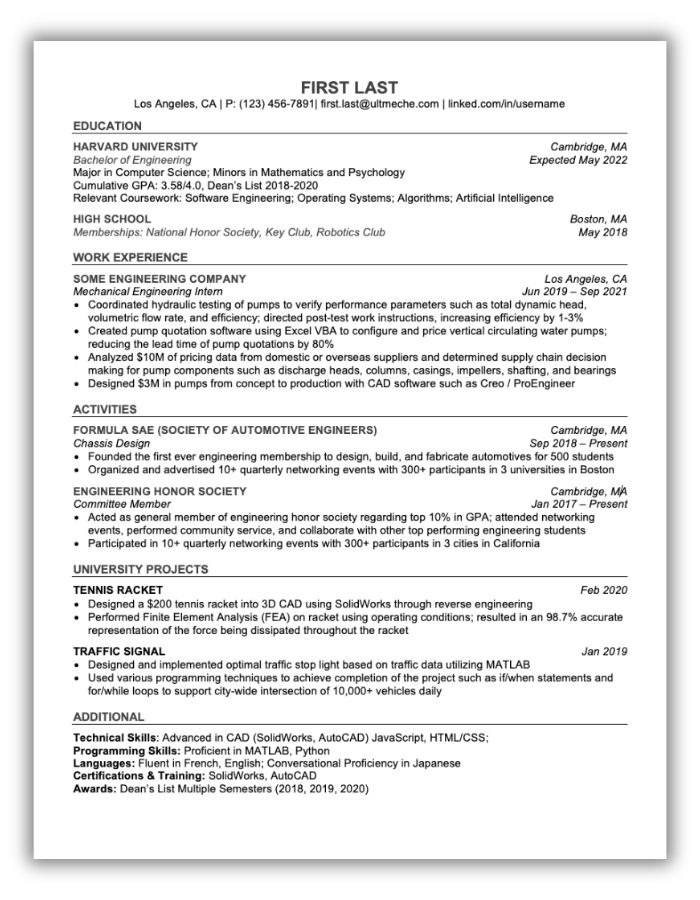 FIRST LAST
Los Angeles, CA | P: (123) 456-7891| first.last@ultmeche.com | linked.com/in/username
EDUCATION
HARVARD UNIVERSITY Cambridge, MA
Bachelor of Engineering Expected May 2022
Major in Computer Science; Minors in Mathematics and Psychology
Cumulative GPA: 3.58/4.0, Dean's List 2018-2020
Relevant Coursework: Software Engineering; Operating Systems; Algorithms; Artificial Intelligence
HIGH SCHOOL Boston, MA
Memberships: National Honor Society, Key Club, Robotics Club May 2018
WORK EXPERIENCE
SOME ENGINEERING COMPANY Los Angeles, CA
Mechanical Engineering Intern Jun 2019 – Sep 2021
• Coordinated hydraulic testing of pumps to verify performance parameters such as total dynamic head,
volumetric flow rate, and efficiency; directed post-test work instructions, increasing efficiency by 1-3%
• Created pump quotation software using Excel VBA to configure and price vertical circulating water pumps;
reducing the lead time of pump quotations by 80%
• Analyzed $10M of pricing data from domestic or overseas suppliers and determined supply chain decision
making for pump components such as discharge heads, columns, casings, impellers, shafting, and bearings
• Designed $3M in pumps from concept to production with CAD software such as Creo / ProEngineer
ACTIVITIES
FORMULA SAE (SOCIETY OF AUTOMOTIVE ENGINEERS) Cambridge, MA
Chassis Design Sep 2018 – Present
• Founded the first ever engineering membership to design, build, and fabricate automotives for 500 students
• Organized and advertised 10+ quarterly networking events with 300+ participants in 3 universities in Boston
ENGINEERING HONOR SOCIETY Cambridge, MA
Committee Member Jan 2017 – Present
• Acted as general member of engineering honor society regarding top 10% in GPA; attended networking
events, performed community service, and collaborate with other top performing engineering students
• Participated in 10+ quarterly networking events with 300+ participants in 3 cities in California
UNIVERSITY PROJECTS
TENNIS RACKET Feb 2020
• Designed a $200 tennis racket into 3D CAD using SolidWorks through reverse engineering
• Performed Finite Element Analysis (FEA) on racket using operating conditions; resulted in an 98.7% accurate
representation of the force being dissipated throughout the racket
TRAFFIC SIGNAL Jan 2019
• Designed and implemented optimal traffic stop light based on traffic data utilizing MATLAB
• Used various programming techniques to achieve completion of the project such as if/when statements and
for/while loops to support city-wide intersection of 10,000+ vehicles daily
ADDITIONAL
Technical Skills: Advanced in CAD (SolidWorks, AutoCAD) JavaScript, HTML/CSS;
Programming Skills: Proficient in MATLAB, Python
Languages: Fluent in French, English; Conversational Proficiency in Japanese
Certifications & Training: SolidWorks, AutoCAD
Awards: Dean's List Multiple Semesters (2018, 2019, 2020)